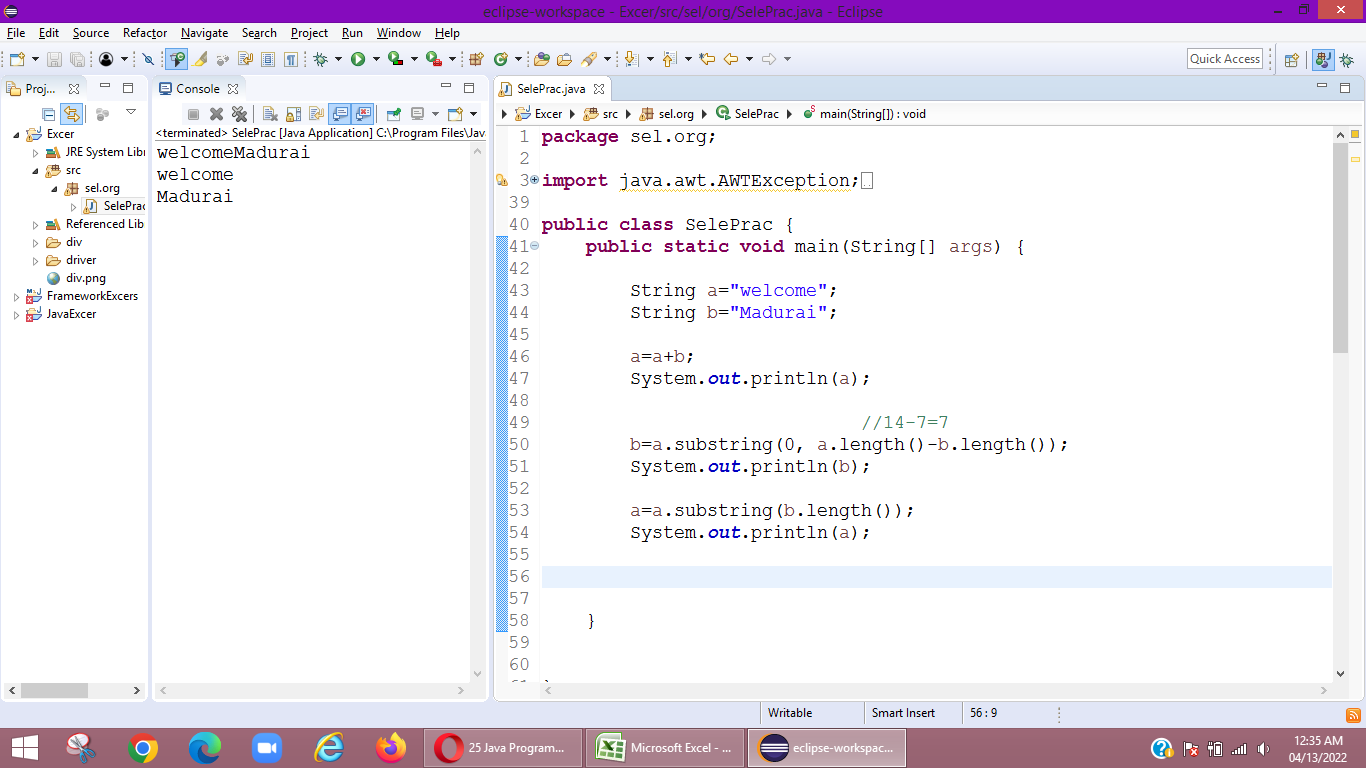 eclipse-workspace - Excer/src/sel/org/SelePrac.java - Eclipse
File Edit Source Refactor Navigate Search Project Run Window Help
Quick Access
Proj...
Excer
JRE System Libr
src
sel.org
SelePrac
Referenced Lib
div
driver
div.png
FrameworkExcers
JavaExcer
Console
<terminated> SelePrac [Java Application] C:\Program Files\Java
welcomeMadurai
welcome
Madurai
SelePrac.java
Excer src sel.org SelePrac main(String[]) : void
1 package sel.org;
2
3 import java.awt.AWTException;
39
40 public class SelePrac {
41 public static void main(String[] args) {
42
43 String a="welcome";
44 String b="Madurai";
45
46 a=a+b;
47 System.out.println(a);
48
49 //14-7=7
50 b=a.substring(0, a.length()-b.length());
51 System.out.println(b);
52
53 a=a.substring(b.length());
54 System.out.println(a);
55
56
57
58 }
59
60
Writable Smart Insert 56 : 9
25 Java Program... Microsoft Excel - ... eclipse-workspac...
12:35 AM
04/13/2022